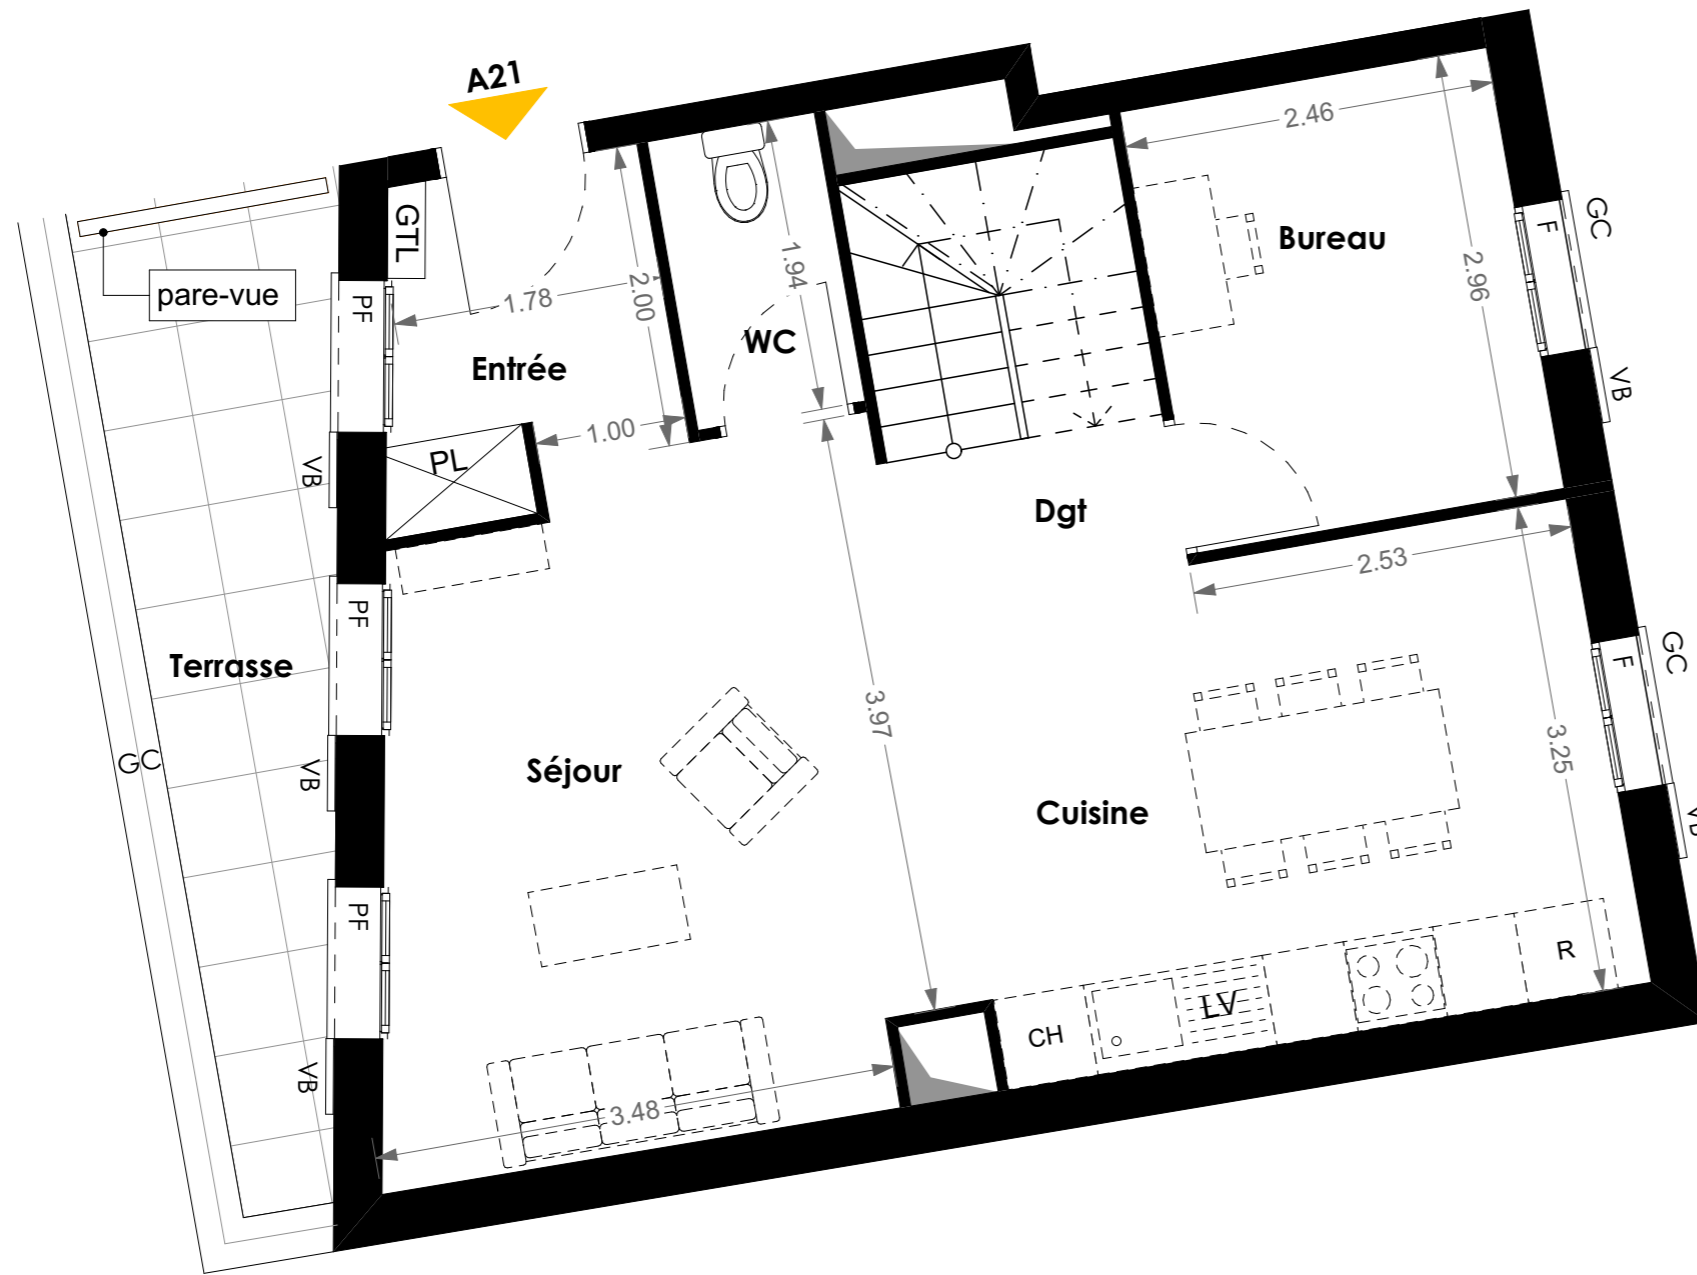 A21
2.46
GTL
GC
F
Bureau
pare-vue
PF
1.78
2.00
1.94
2.96
WC
Entrée
VB
1.00
PL
VB
Dgt
2.53
PF
Terrasse
F
GC
3.97
3.25
GC
VB
Séjour
Cuisine
VB
PF
R
LV
CH
VB
3.48